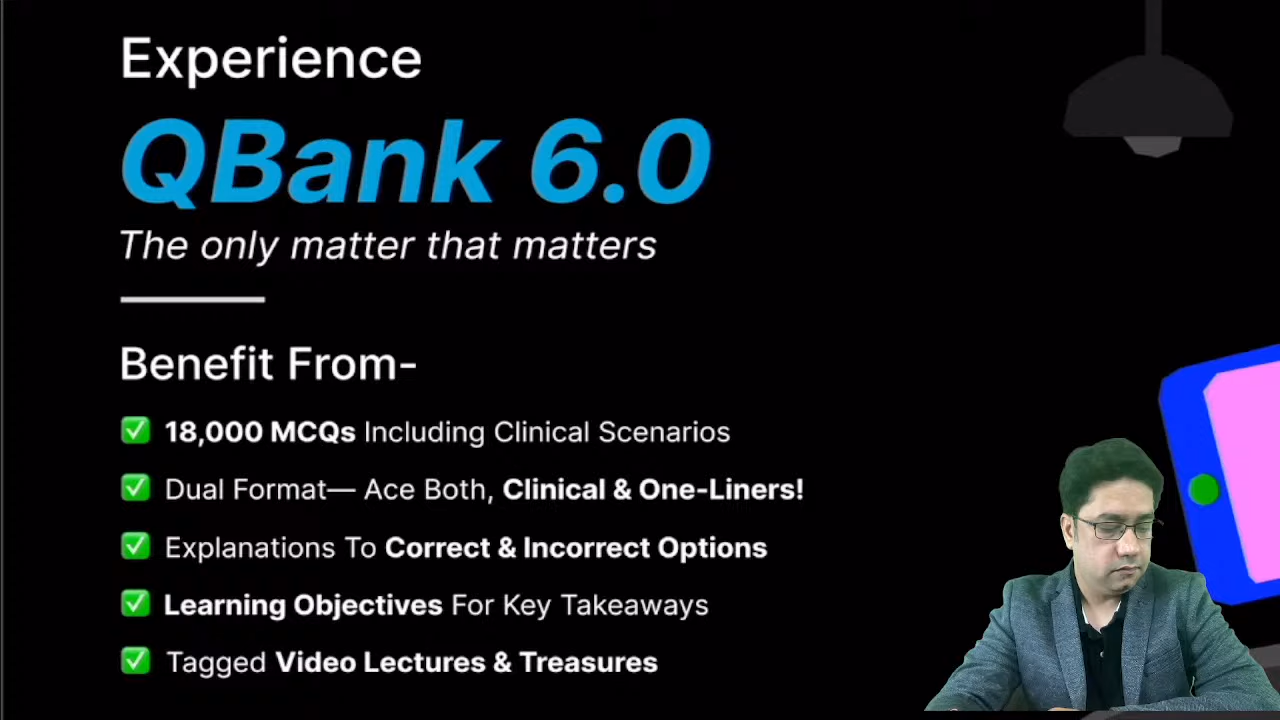 Experience
QBank 6.0
The only matter that matters
Benefit From-
✅ 18,000 MCQs Including Clinical Scenarios
✅ Dual Format— Ace Both, Clinical & One-Liners!
✅ Explanations To Correct & Incorrect Options
✅ Learning Objectives For Key Takeaways
✅ Tagged Video Lectures & Treasures